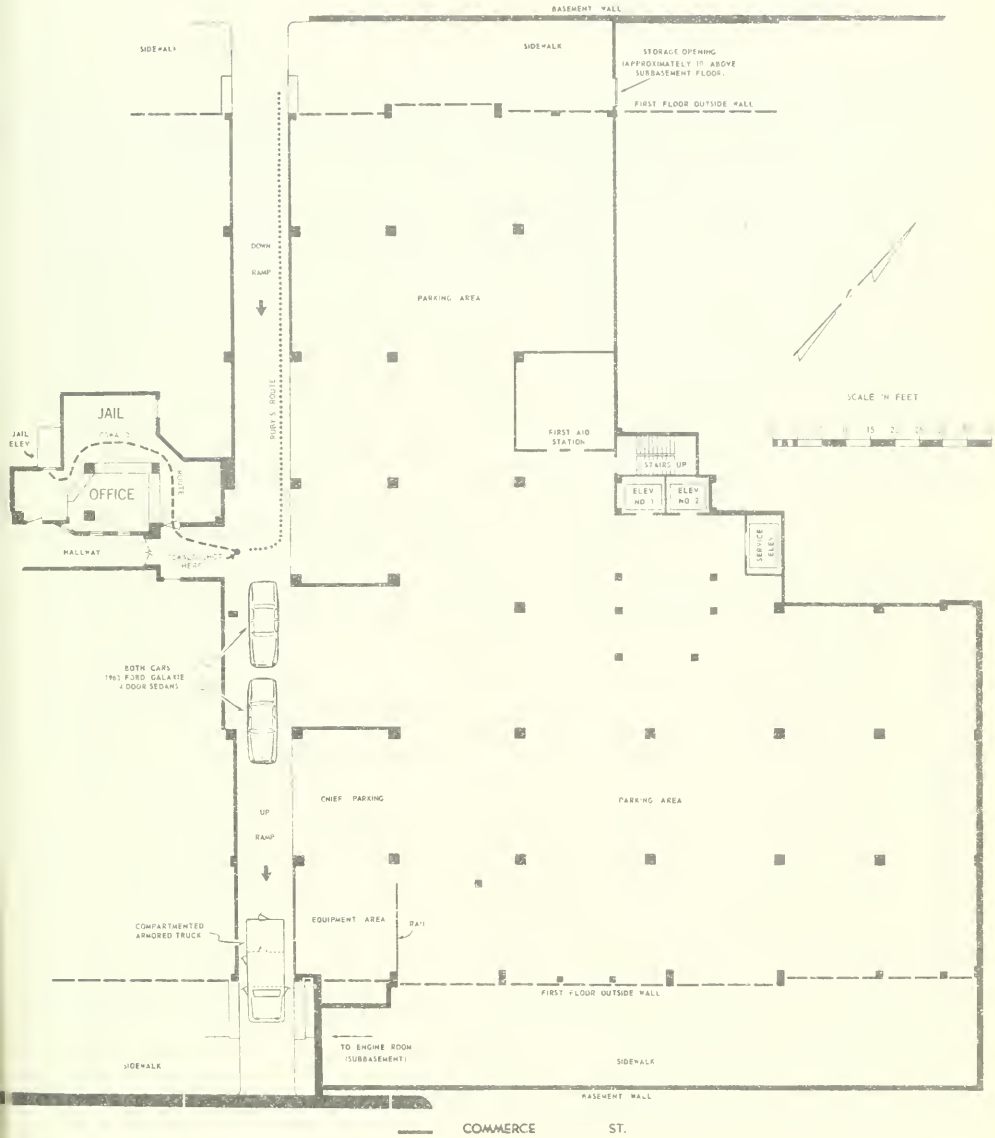 BASEMENT WALL
SIDEWALK
SIDEWALK
STORAGE OPENING
(APPROXIMATELY 10' ABOVE
SUBBASEMENT FLOOR.
FIRST FLOOR OUTSIDE WALL
DOWN
RAMP
PARKING AREA
RUBY'S ROUTE
SCALE IN FEET
JAIL
JAIL
ELEV
ROUTE
OFFICE
FIRST AID
STATION
STAIRS UP
ELEV
NO. 1
ELEV
NO 2
SERVICE
ELEV
HALLWAY
HERE
BOTH CARS
FORD GALAXIE
4 DOOR SEDANS
CHIEF PARKING
PARKING AREA
UP
RAMP
COMPARTMENTED
ARMORED TRUCK
EQUIPMENT AREA
FIRST FLOOR OUTSIDE WALL
TO ENGINE ROOM
(SUBBASEMENT)
SIDEWALK
SIDEWALK
BASEMENT WALL
COMMERCE ST.